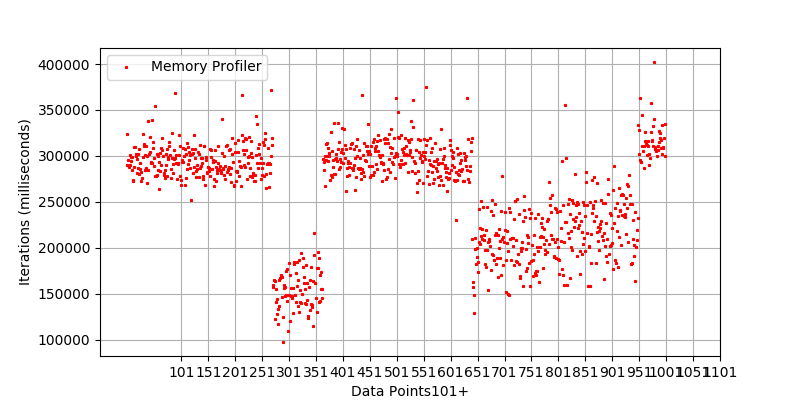 Memory Profiler
400000
350000
300000
250000
200000
150000
100000
Iterations (milliseconds)
101 151 201 251 301 351 401 451 501 551 601 651 701 751 801 851 901 951 1001 1051 1101
Data Points101+